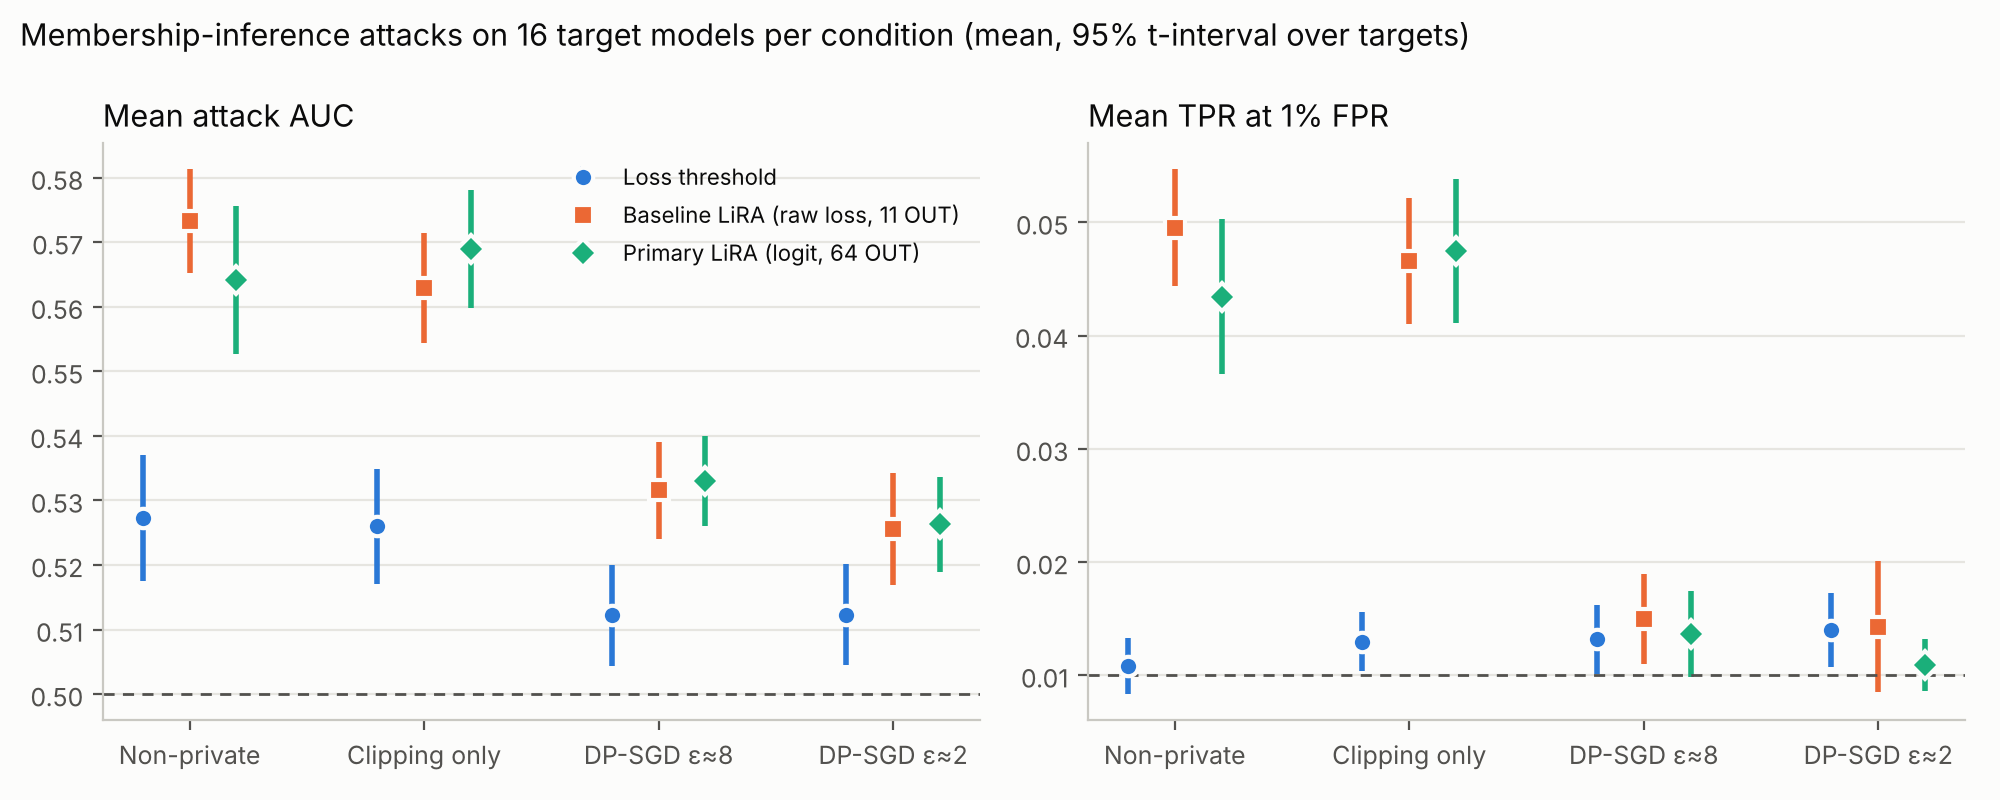 Membership-inference attacks on 16 target models per condition (mean, 95% t-interval over targets)
Mean attack AUC
0.58
0.57
0.56
0.55
0.54
0.53
0.52
0.51
0.50
Loss threshold
Baseline LiRA (raw loss, 11 OUT)
Primary LiRA (logit, 64 OUT)
Non-private
Clipping only
DP-SGD ε≈8
DP-SGD ε≈2
Mean TPR at 1% FPR
0.05
0.04
0.03
0.02
0.01
Non-private
Clipping only
DP-SGD ε≈8
DP-SGD ε≈2